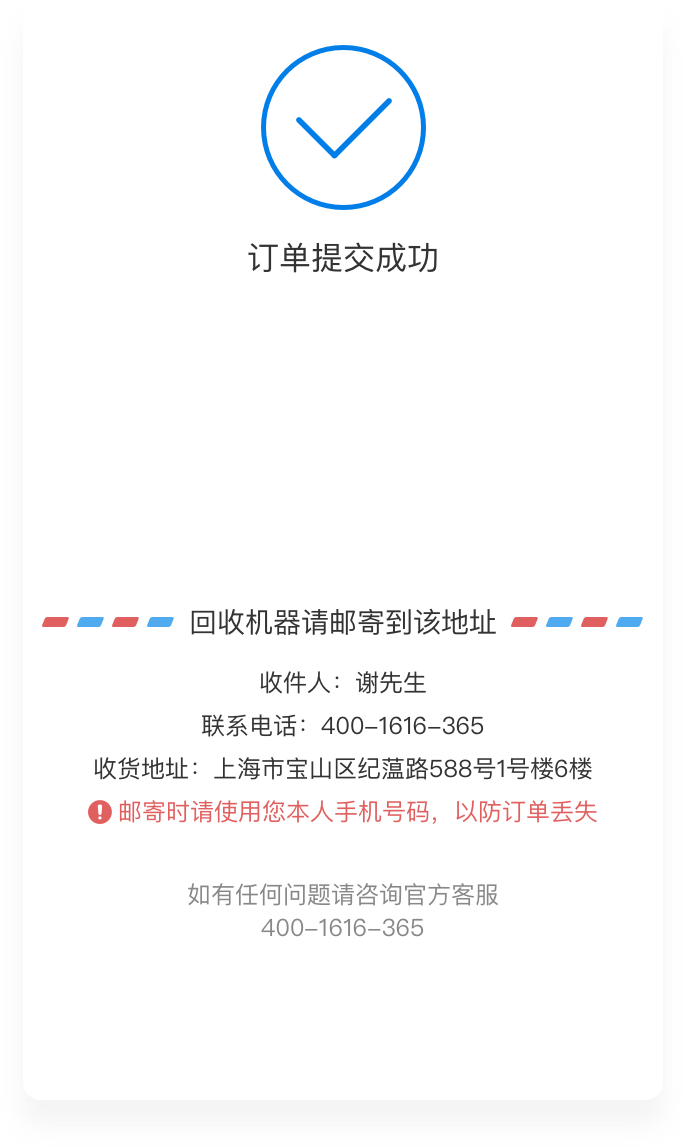 订单提交成功
回收机器请邮寄到该地址
收件人：谢先生
联系电话：400-1616-365
收货地址：上海市宝山区纪蕰路588号1号楼6楼
邮寄时请使用您本人手机号码，以防订单丢失
如有任何问题请咨询官方客服
400-1616-365